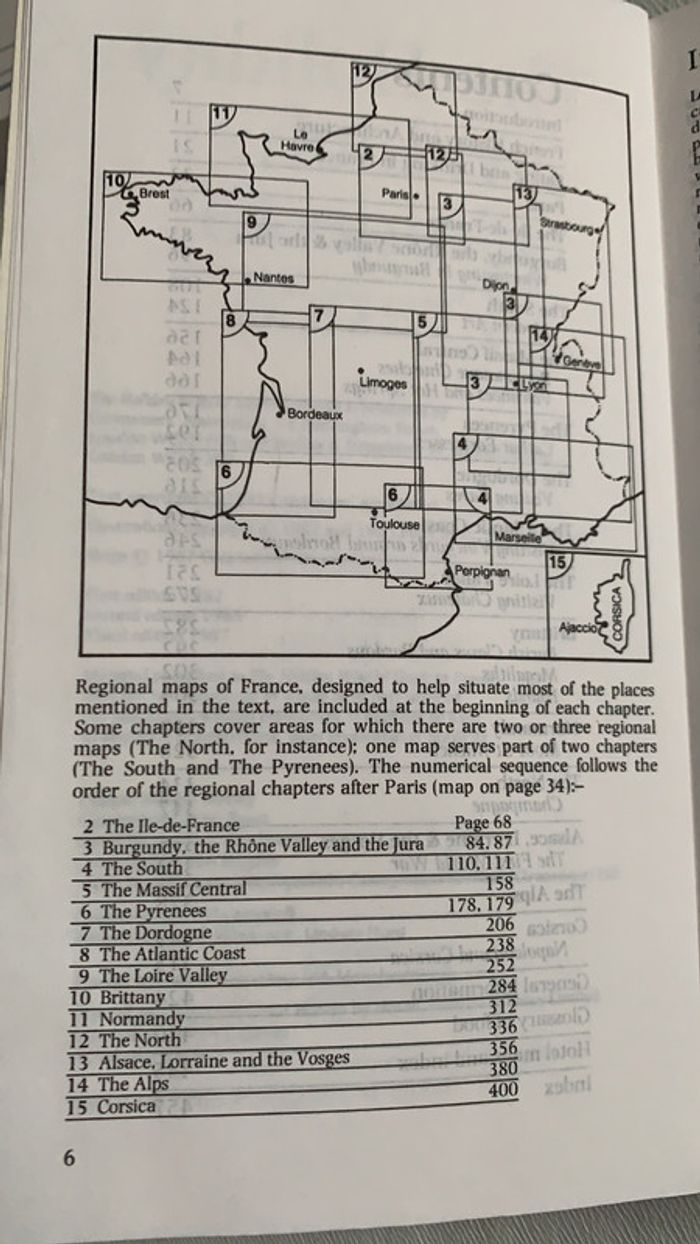 12
11
Le
Havre
2
12
10
Brest
Paris
3
13
9
Strasbourg
Nantes
Dijon
3
8
7
5
14
Genève
Limoges
3
Lyon
Bordeaux
4
6
6
4
Toulouse
Marseille
Perpignan
15
Ajaccio
CORSICA
Regional maps of France, designed to help situate most of the places
mentioned in the text, are included at the beginning of each chapter.
Some chapters cover areas for which there are two or three regional
maps (The North, for instance); one map serves part of two chapters
(The South and The Pyrenees). The numerical sequence follows the
order of the regional chapters after Paris (map on page 34):–
2 The Ile-de-France Page 68
3 Burgundy, the Rhône Valley and the Jura 84, 87
4 The South 110, 111
5 The Massif Central 158
6 The Pyrenees 178, 179
7 The Dordogne 206
8 The Atlantic Coast 238
9 The Loire Valley 252
10 Brittany 284
11 Normandy 312
12 The North 336
13 Alsace, Lorraine and the Vosges 356
14 The Alps 380
15 Corsica 400
6